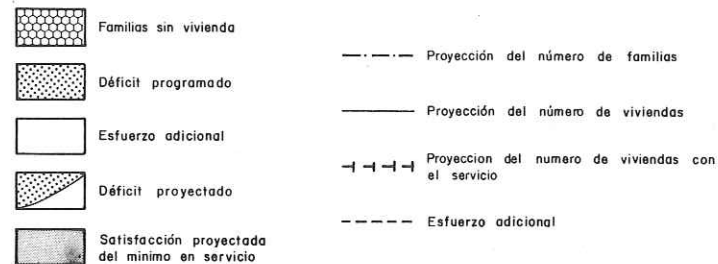 Familias sin vivienda
Déficit programado
Esfuerzo adicional
Déficit proyectado
Satisfacción proyectada
del minimo en servicio
Proyección del número de familias
Proyección del número de viviendas
Proyeccion del numero de viviendas con
el servicio
Esfuerzo adicional